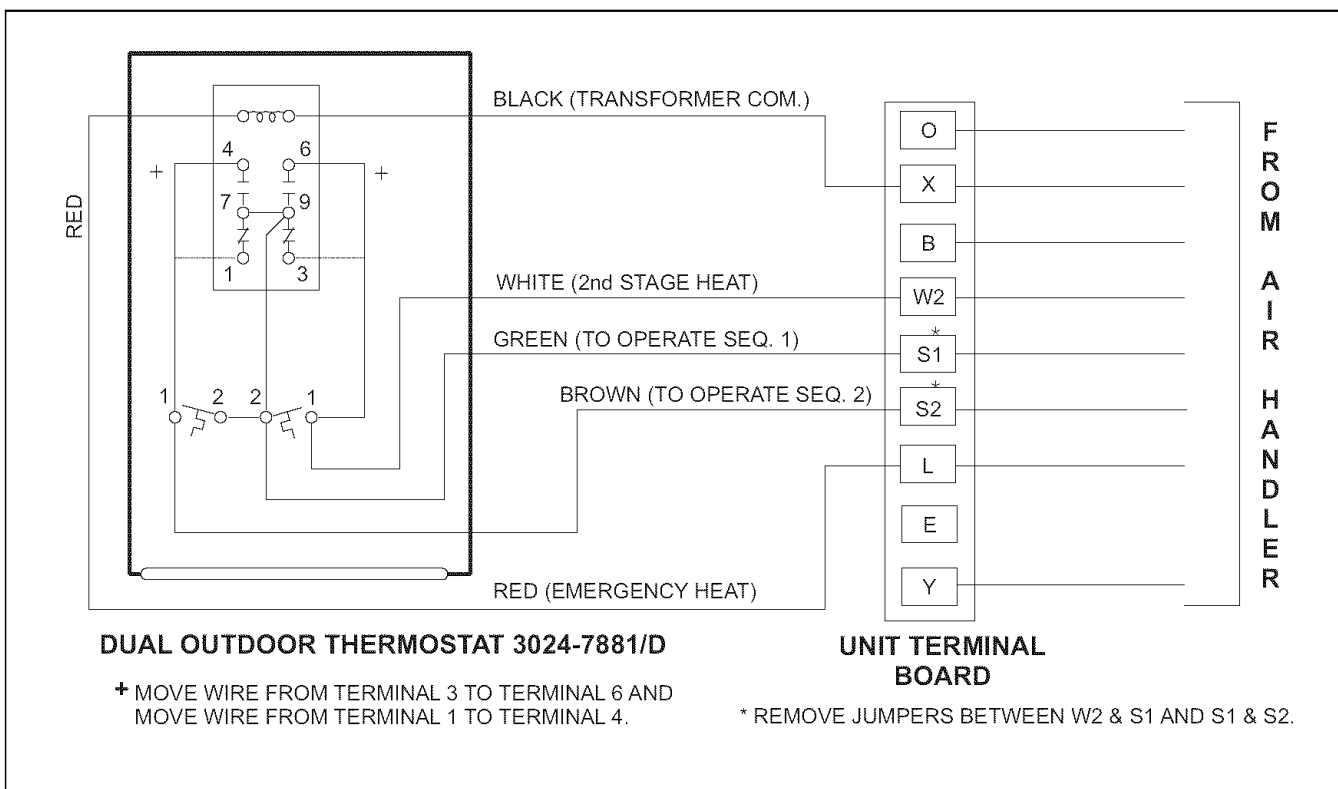 BLACK (TRANSFORMER COM.)
O
4
6
+
+
X
7
9
RED
B
1
3
WHITE (2nd STAGE HEAT)
W2
GREEN (TO OPERATE SEQ. 1)
*
S1
BROWN (TO OPERATE SEQ. 2)
*
1
2
2
1
S2
L
E
RED (EMERGENCY HEAT)
Y
FROM AIR HANDLER
DUAL OUTDOOR THERMOSTAT 3024-7881/D
UNIT TERMINAL
BOARD
+ MOVE WIRE FROM TERMINAL 3 TO TERMINAL 6 AND
MOVE WIRE FROM TERMINAL 1 TO TERMINAL 4.
* REMOVE JUMPERS BETWEEN W2 & S1 AND S1 & S2.